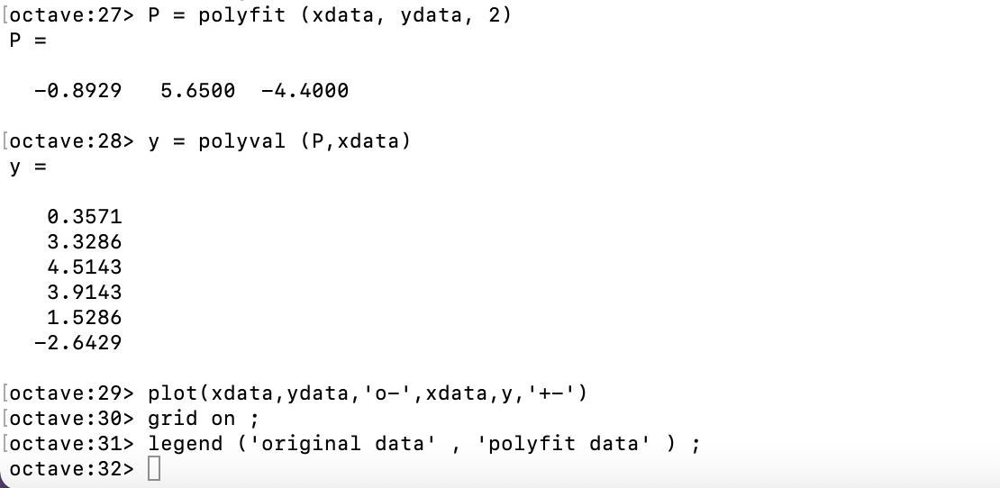 [octave:27> P = polyfit (xdata, ydata, 2)
P =
-0.8929 5.6500 -4.4000
[octave:28> y = polyval (P,xdata)
y =
0.3571
3.3286
4.5143
3.9143
1.5286
-2.6429
[octave:29> plot(xdata,ydata,'o-',xdata,y,'+-')
[octave:30> grid on ;
[octave:31> legend ('original data' , 'polyfit data' ) ;
octave:32>